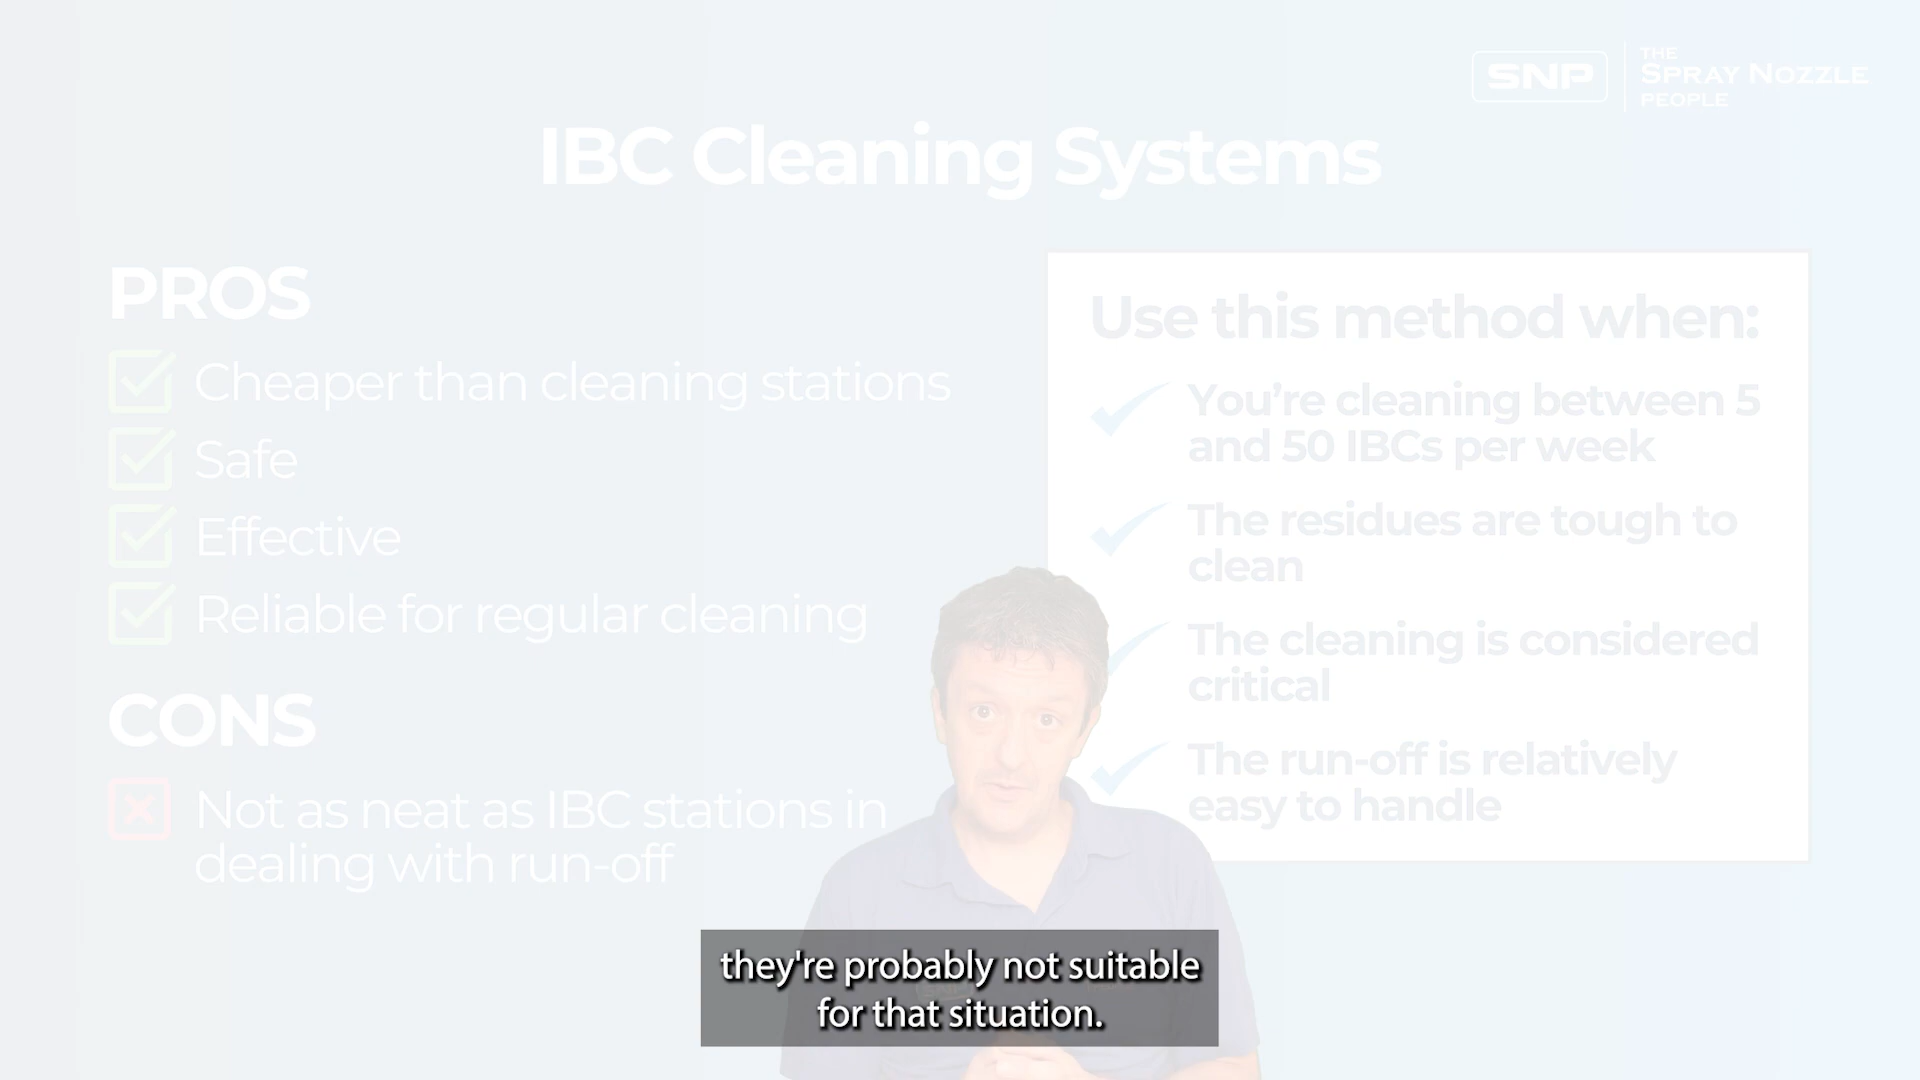 SNP
THE
SPRAY NOZZLE
PEOPLE
IBC Cleaning Systems
PROS
Cheaper than cleaning stations
Safe
Effective
Reliable for regular cleaning
CONS
Not as neat as IBC stations in
dealing with run-off
Use this method when:
You’re cleaning between 5
and 50 IBCs per week
The residues are tough to
clean
The cleaning is considered
critical
The run-off is relatively
easy to handle
they're probably not suitable
for that situation.